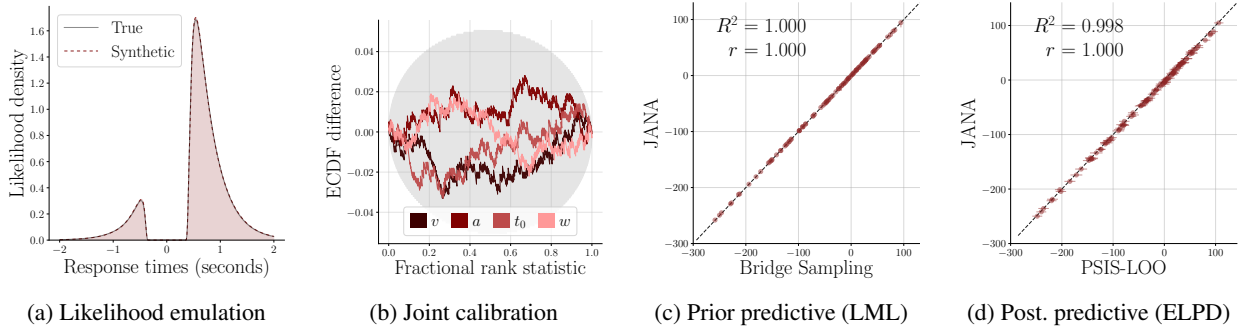 True
Synthetic
Likelihood density
1.6
1.4
1.2
1.0
0.8
0.6
0.4
0.2
0.0
−2 −1 0 1 2
Response times (seconds)
(a) Likelihood emulation
ECDF difference
0.04
0.02
0.00
−0.02
−0.04
v a t₀ w
0.0 0.2 0.4 0.6 0.8 1.0
Fractional rank statistic
(b) Joint calibration
R² = 1.000
r = 1.000
JANA
100
0
−100
−200
−300
−300 −200 −100 0 100
Bridge Sampling
(c) Prior predictive (LML)
R² = 0.998
r = 1.000
JANA
100
0
−100
−200
−300
−300 −200 −100 0 100
PSIS-LOO
(d) Post. predictive (ELPD)